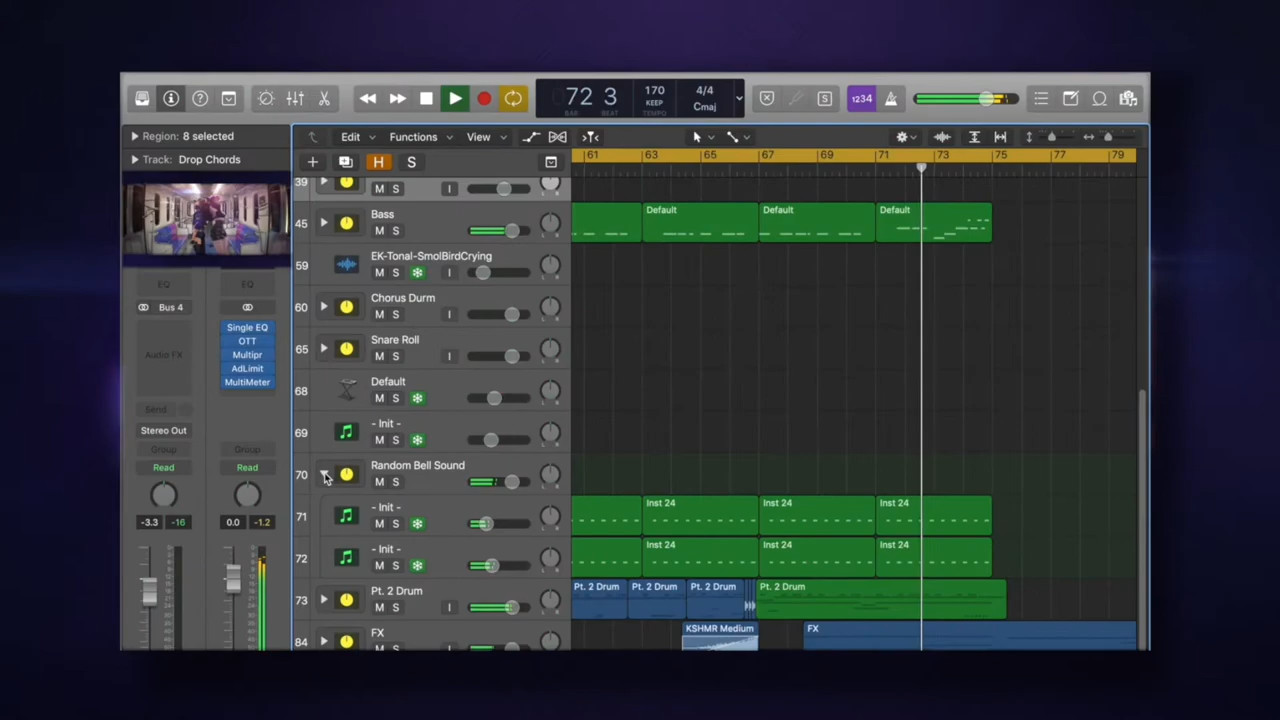 72 3
BAR BEAT
170
KEEP
TEMPO
4/4
Cmaj
1234
Region: 8 selected
Track: Drop Chords
Edit
Functions
View
H
S
61 63 65 67 69 71 73 75 77 79
39
M S I
45
Bass
M S
Default
Default
Default
59
EK-Tonal-SmolBirdCrying
M S I
60
Chorus Durm
M S I
65
Snare Roll
M S I
68
Default
M S
69
- Init -
M S
70
Random Bell Sound
M S
71
- Init -
M S
Inst 24
Inst 24
Inst 24
72
- Init -
M S
Inst 24
Inst 24
Inst 24
73
Pt. 2 Drum
M S I
Pt. 2 Drum
Pt. 2 Drum
Pt. 2 Drum
Pt. 2 Drum
84
FX
M S I
KSHMR Medium
FX
EQ
EQ
Bus 4
Audio FX
Single EQ
OTT
Multipr
AdLimit
MultiMeter
Send
Stereo Out
Group
Group
Read
Read
-3.3 -16
0.0 -1.2